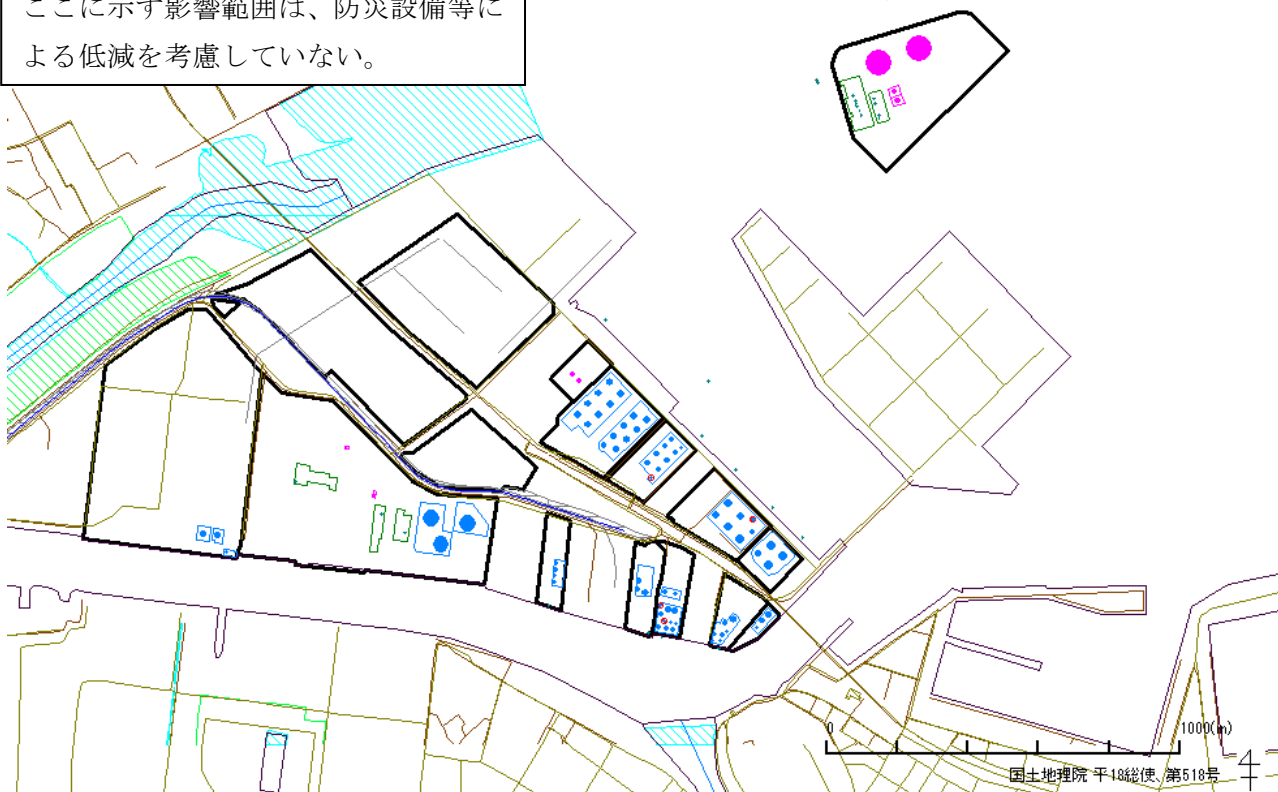 ここに示す影響範囲は、防災設備等に
よる低減を考慮していない。
0
1000(m)
国土地理院 平18総使、第518号